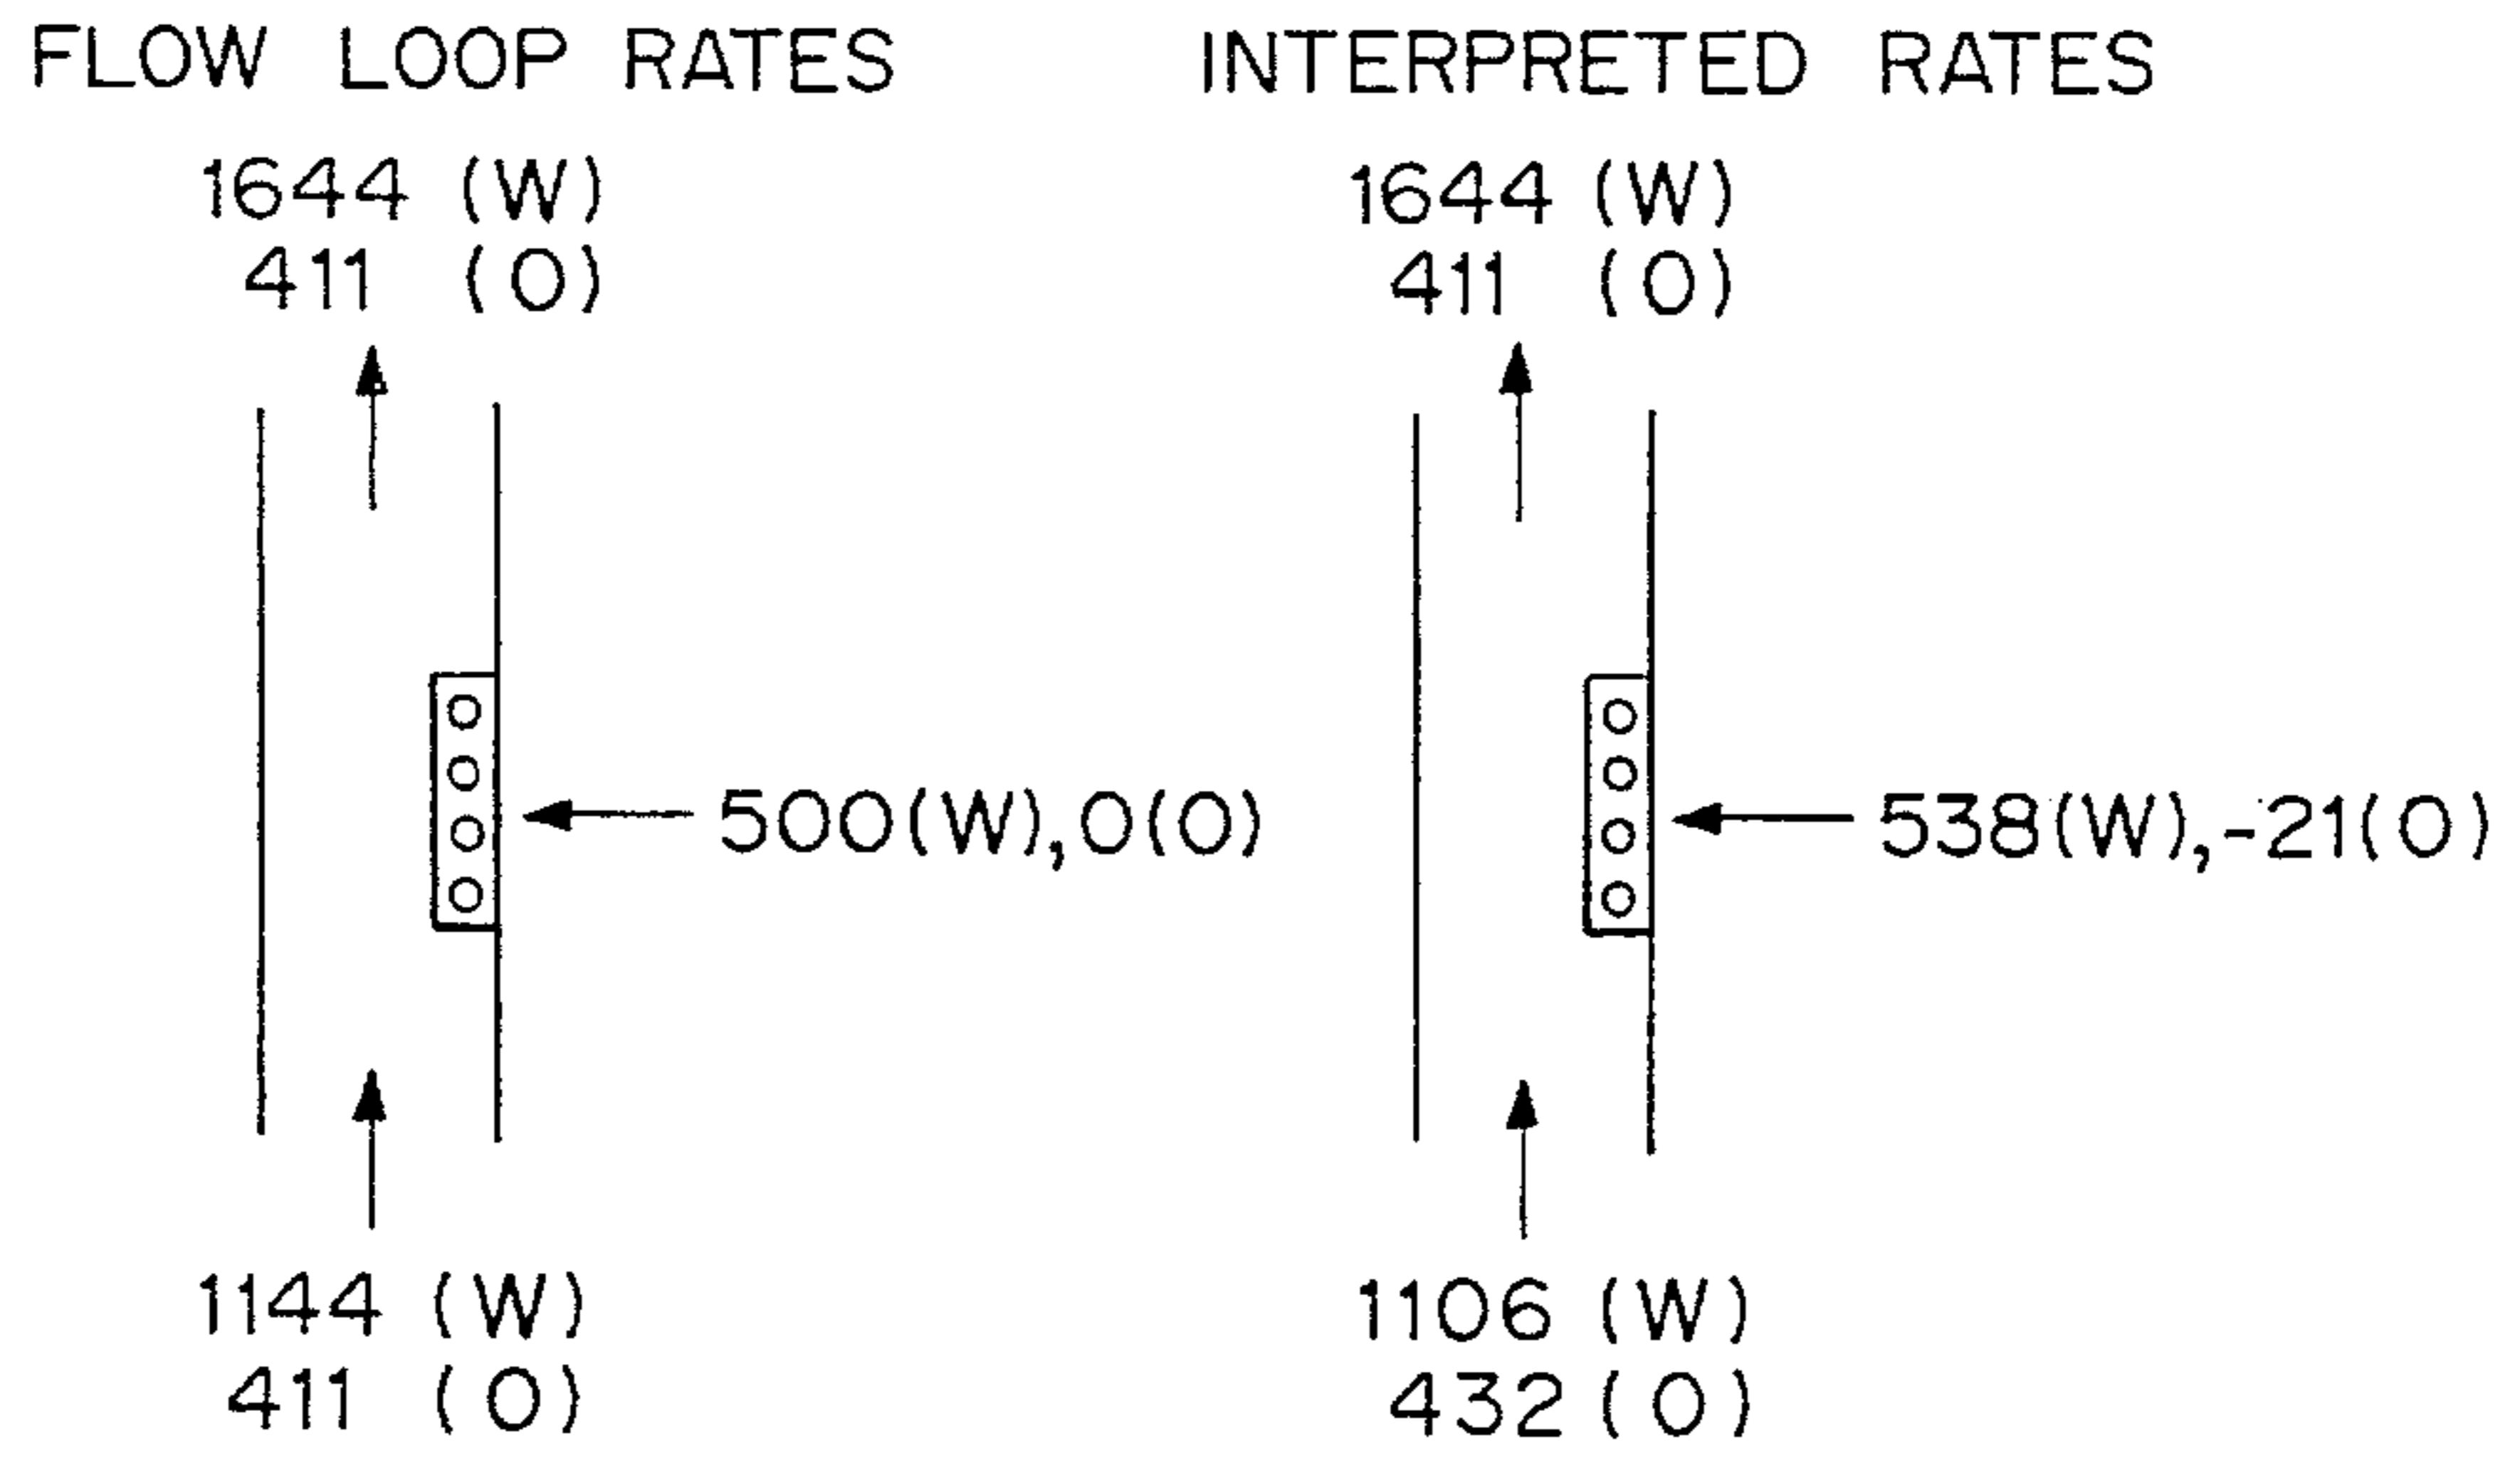 FLOW LOOP RATES
1644 (W)
411 (O)
500(W),0(O)
1144 (W)
411 (O)
INTERPRETED RATES
1644 (W)
411 (O)
538(W),-21(O)
1106 (W)
432(O)